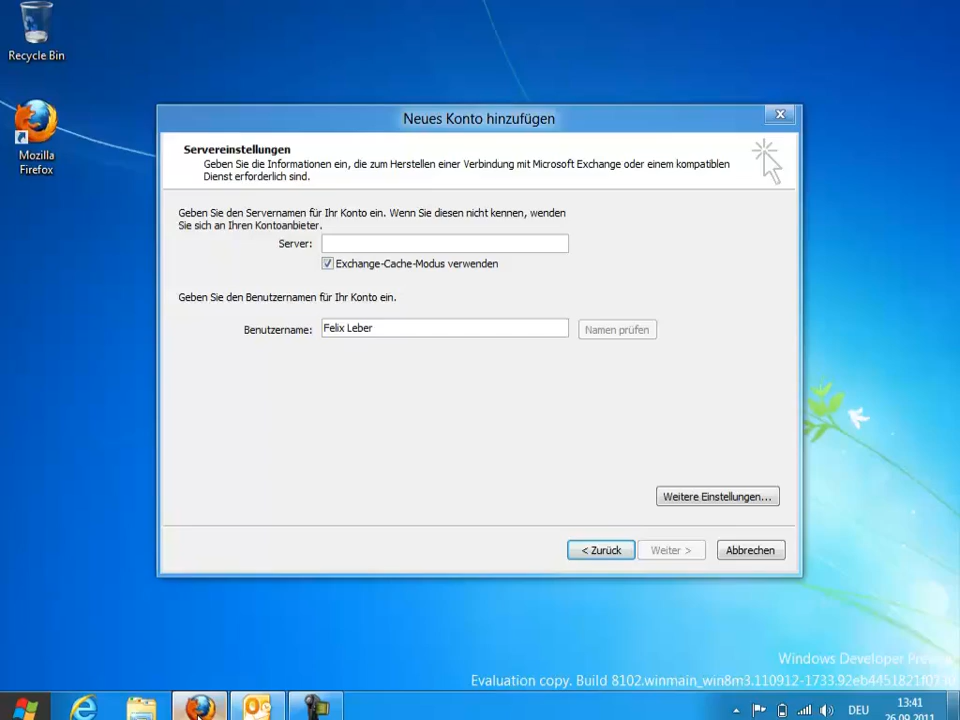 Recycle Bin
Mozilla
Firefox
Neues Konto hinzufügen
Servereinstellungen
Geben Sie die Informationen ein, die zum Herstellen einer Verbindung mit Microsoft Exchange oder einem kompatiblen
Dienst erforderlich sind.
Geben Sie den Servernamen für Ihr Konto ein. Wenn Sie diesen nicht kennen, wenden
Sie sich an Ihren Kontoanbieter.
Server:
Exchange-Cache-Modus verwenden
Geben Sie den Benutzernamen für Ihr Konto ein.
Benutzername: Felix Leber Namen prüfen
Weitere Einstellungen...
< Zurück Weiter > Abbrechen
Windows Developer
Evaluation copy. Build 8102.winmain_win8m3.110912-1733.92eb4451821f07
DEU 13:41
26.09.2011